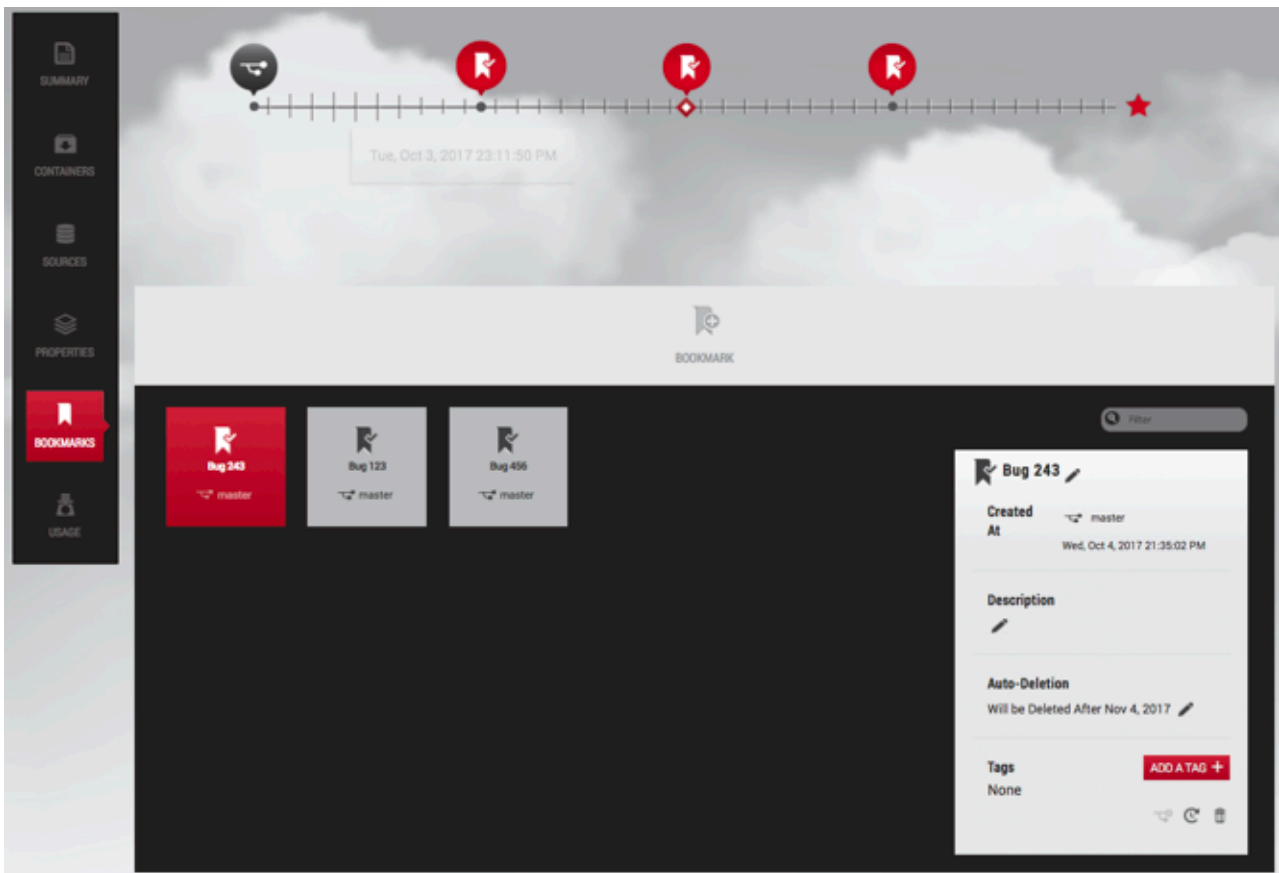 SUMMARY
CONTAINERS
SOURCES
PROPERTIES
BOOKMARKS
USAGE
Tue, Oct 3, 2017 23:11:50 PM
BOOKMARK
Bug 243
master
Bug 123
master
Bug 456
master
Filter
Bug 243
Created At
master
Wed, Oct 4, 2017 21:35:02 PM
Description
Auto-Deletion
Will be Deleted After Nov 4, 2017
Tags
ADD A TAG +
None